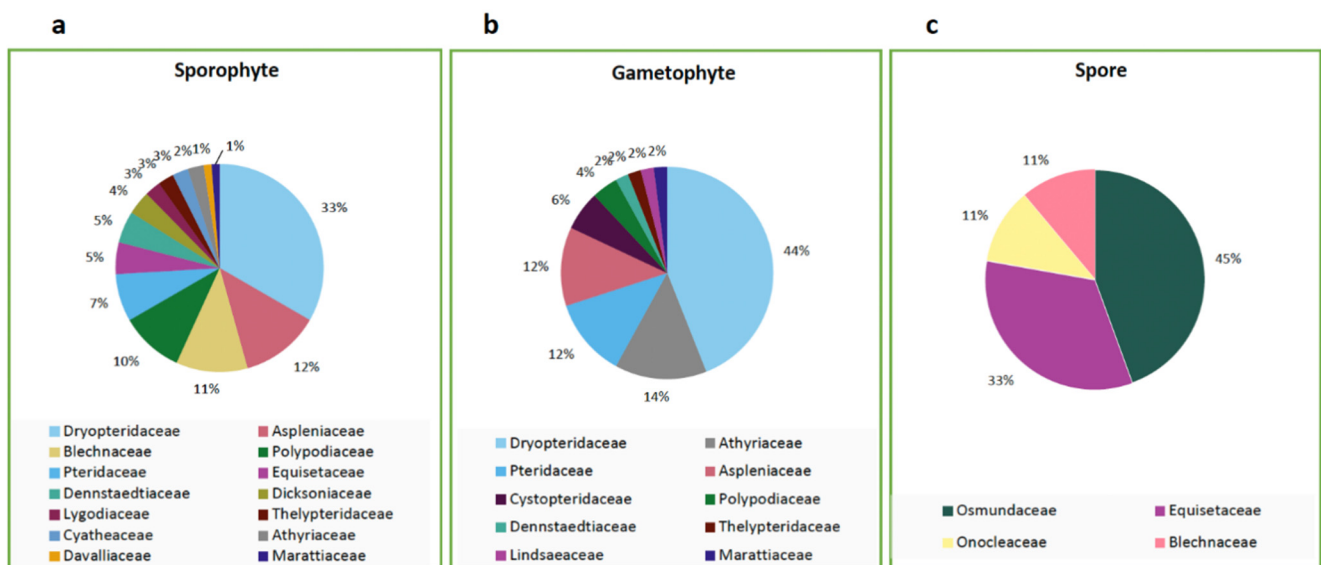 a
Sporophyte
1%
1%
2%
3%
3%
3%
4%
5%
5%
7%
10%
11%
12%
33%
Dryopteridaceae Aspleniaceae
Blechnaceae Polypodiaceae
Pteridaceae Equisetaceae
Dennstaedtiaceae Dicksoniaceae
Lygodiaceae Thelypteridaceae
Cyatheaceae Athyriaceae
Davalliaceae Marattiaceae
b
Gametophyte
2%
2%
2%
2%
4%
6%
12%
12%
14%
44%
Dryopteridaceae Athyriaceae
Pteridaceae Aspleniaceae
Cystopteridaceae Polypodiaceae
Dennstaedtiaceae Thelypteridaceae
Lindsaeaceae Marattiaceae
c
Spore
11%
11%
33%
45%
Osmundaceae Equisetaceae
Onocleaceae Blechnaceae